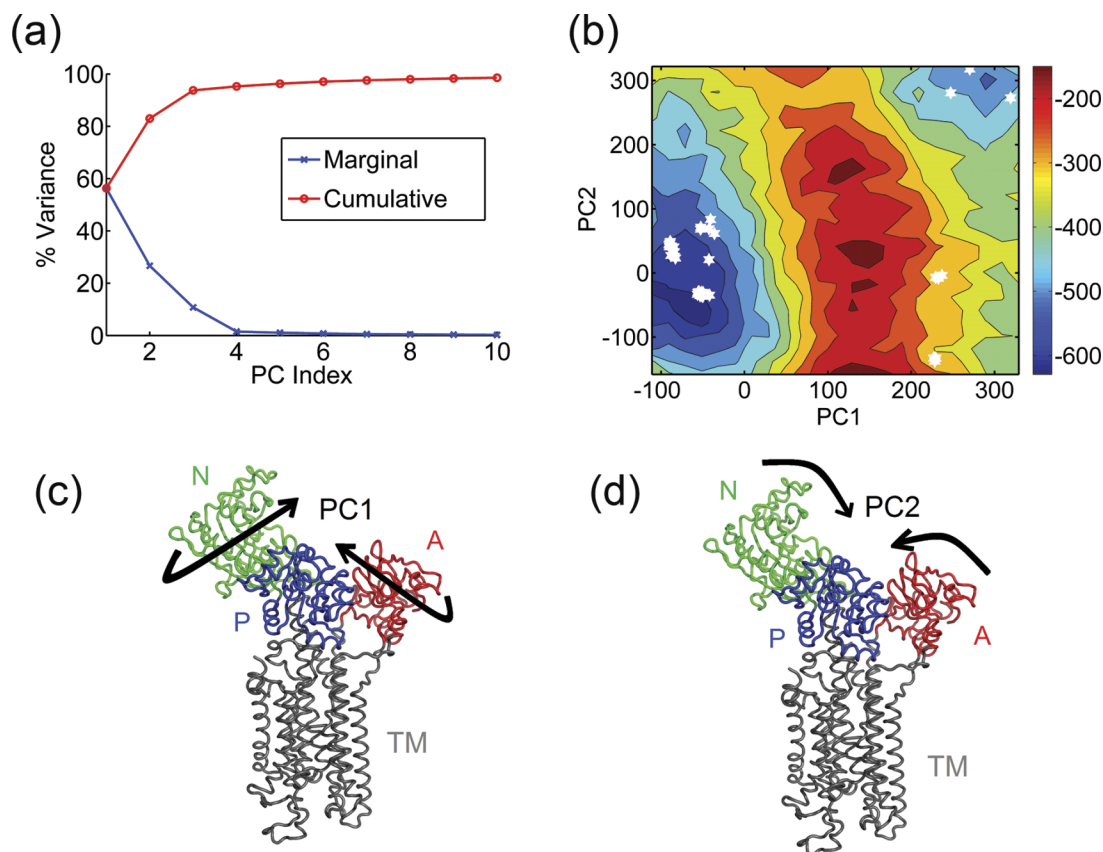 (a)
100
80
60
40
20
0
% Variance
Marginal
Cumulative
2
4
6
8
10
PC Index
(b)
300
200
100
0
-100
PC2
-100
0
100
200
300
PC1
-200
-300
-400
-500
-600
(c)
N
PC1
A
P
TM
(d)
N
PC2
P
A
TM